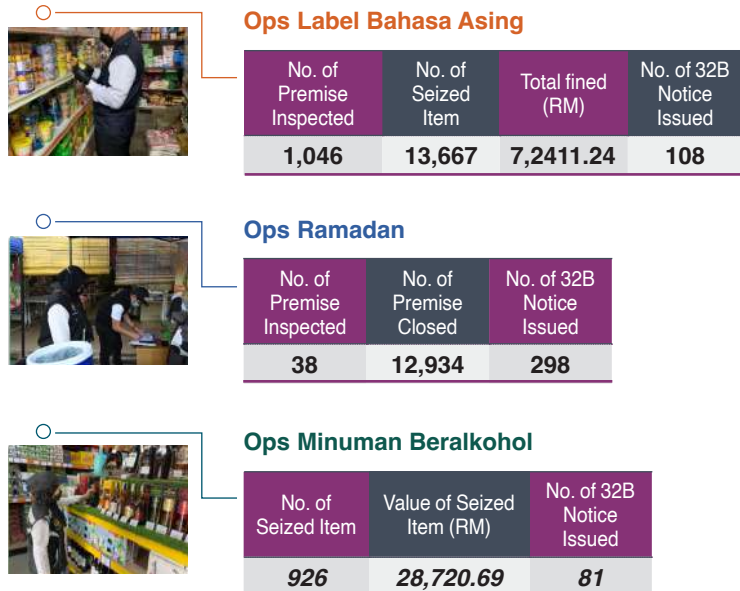 Ops Label Bahasa Asing
No. of Premise Inspected No. of Seized Item Total fined (RM) No. of 32B Notice Issued
1,046 13,667 7,2411.24 108
Ops Ramadan
No. of Premise Inspected No. of Premise Closed No. of 32B Notice Issued
38 12,934 298
Ops Minuman Beralkohol
No. of Seized Item Value of Seized Item (RM) No. of 32B Notice Issued
926 28,720.69 81